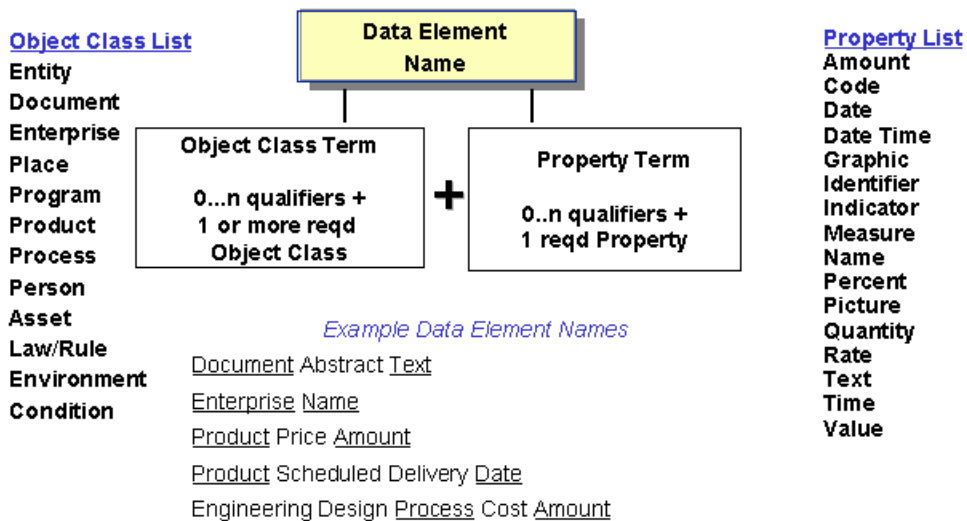 Object Class List
Entity
Document
Enterprise
Place
Program
Product
Process
Person
Asset
Law/Rule
Environment
Condition
Data Element
Name
Object Class Term
0...n qualifiers +
1 or more reqd
Object Class
+
Property Term
0..n qualifiers +
1 reqd Property
Example Data Element Names
Document Abstract Text
Enterprise Name
Product Price Amount
Product Scheduled Delivery Date
Engineering Design Process Cost Amount
Property List
Amount
Code
Date
Date Time
Graphic
Identifier
Indicator
Measure
Name
Percent
Picture
Quantity
Rate
Text
Time
Value